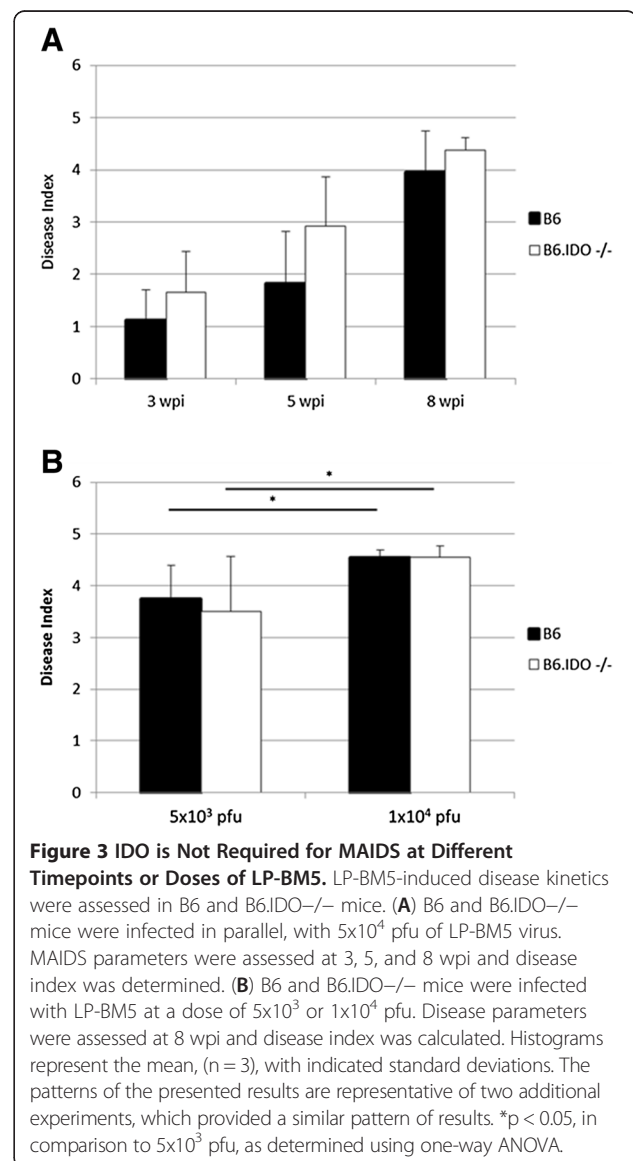 A
6
5
4
3
2
1
0
Disease Index
3 wpi 5 wpi 8 wpi
B6
B6.IDO -/-
B
6
5
4
3
2
1
0
Disease Index
*
*
5x10³ pfu 1x10⁴ pfu
B6
B6.IDO -/-
Figure 3 IDO is Not Required for MAIDS at Different
Timepoints or Doses of LP-BM5. LP-BM5-induced disease kinetics
were assessed in B6 and B6.IDO−/− mice. (A) B6 and B6.IDO−/−
mice were infected in parallel, with 5x10⁴ pfu of LP-BM5 virus.
MAIDS parameters were assessed at 3, 5, and 8 wpi and disease
index was determined. (B) B6 and B6.IDO−/− mice were infected
with LP-BM5 at a dose of 5x10³ or 1x10⁴ pfu. Disease parameters
were assessed at 8 wpi and disease index was calculated. Histograms
represent the mean, (n = 3), with indicated standard deviations. The
patterns of the presented results are representative of two additional
experiments, which provided a similar pattern of results. *p < 0.05, in
comparison to 5x10³ pfu, as determined using one-way ANOVA.